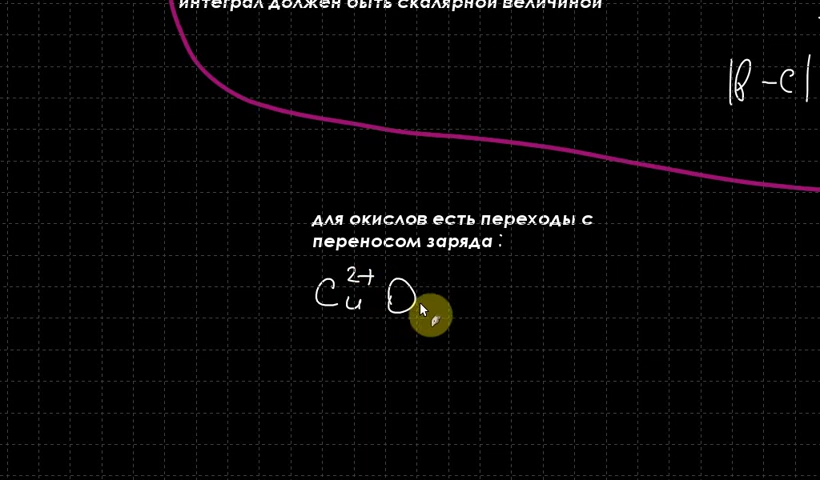 интеграл должен быть скалярной величиной
|β-c|
для окислов есть переходы с
переносом заряда :
Cu²⁺ O